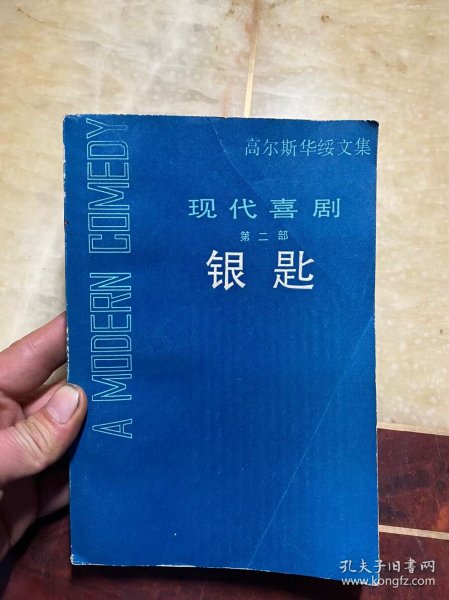 高尔斯华绥文集
现代喜剧
第二部
银匙
A MODERN COMEDY
孔夫子旧书网
www.kongfz.com